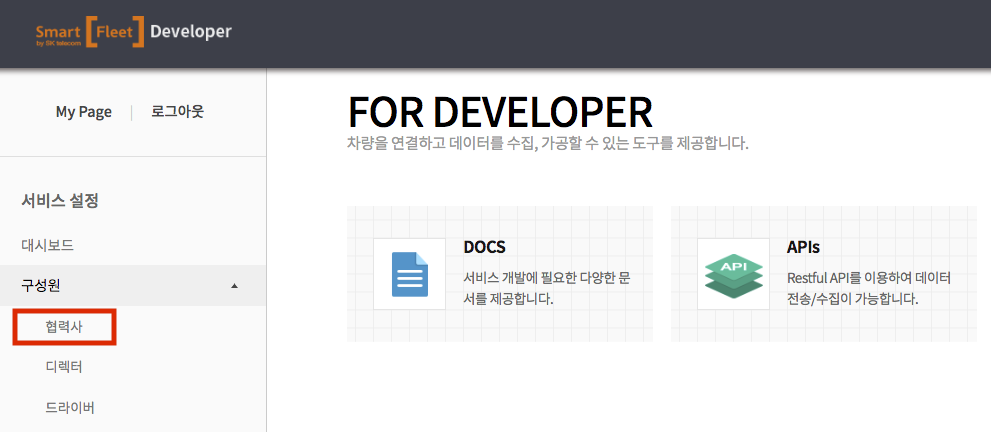 Smart [Fleet] Developer
by SK telecom
My Page | 로그아웃
서비스 설정
대시보드
구성원
협력사
디렉터
드라이버
FOR DEVELOPER
차량을 연결하고 데이터를 수집, 가공할 수 있는 도구를 제공합니다.
DOCS
서비스 개발에 필요한 다양한 문
서를 제공합니다.
API
APIs
Restful API를 이용하여 데이터
전송/수집이 가능합니다.